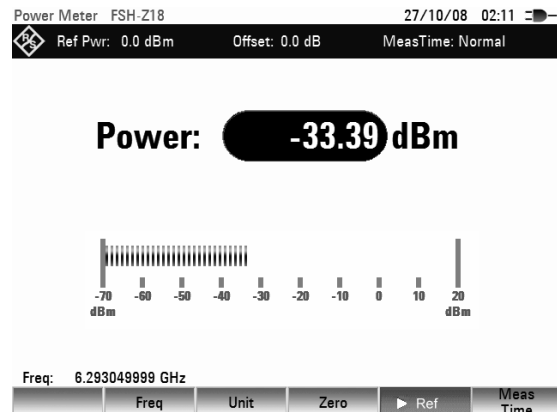 Power Meter FSH-Z18 27/10/08 02:11
R&S Ref Pwr: 0.0 dBm Offset: 0.0 dB MeasTime: Normal
Power: -33.39 dBm
-70 -60 -50 -40 -30 -20 -10 0 10 20
dBm dBm
Freq: 6.293049999 GHz
Freq Unit Zero ▶ Ref Meas Time